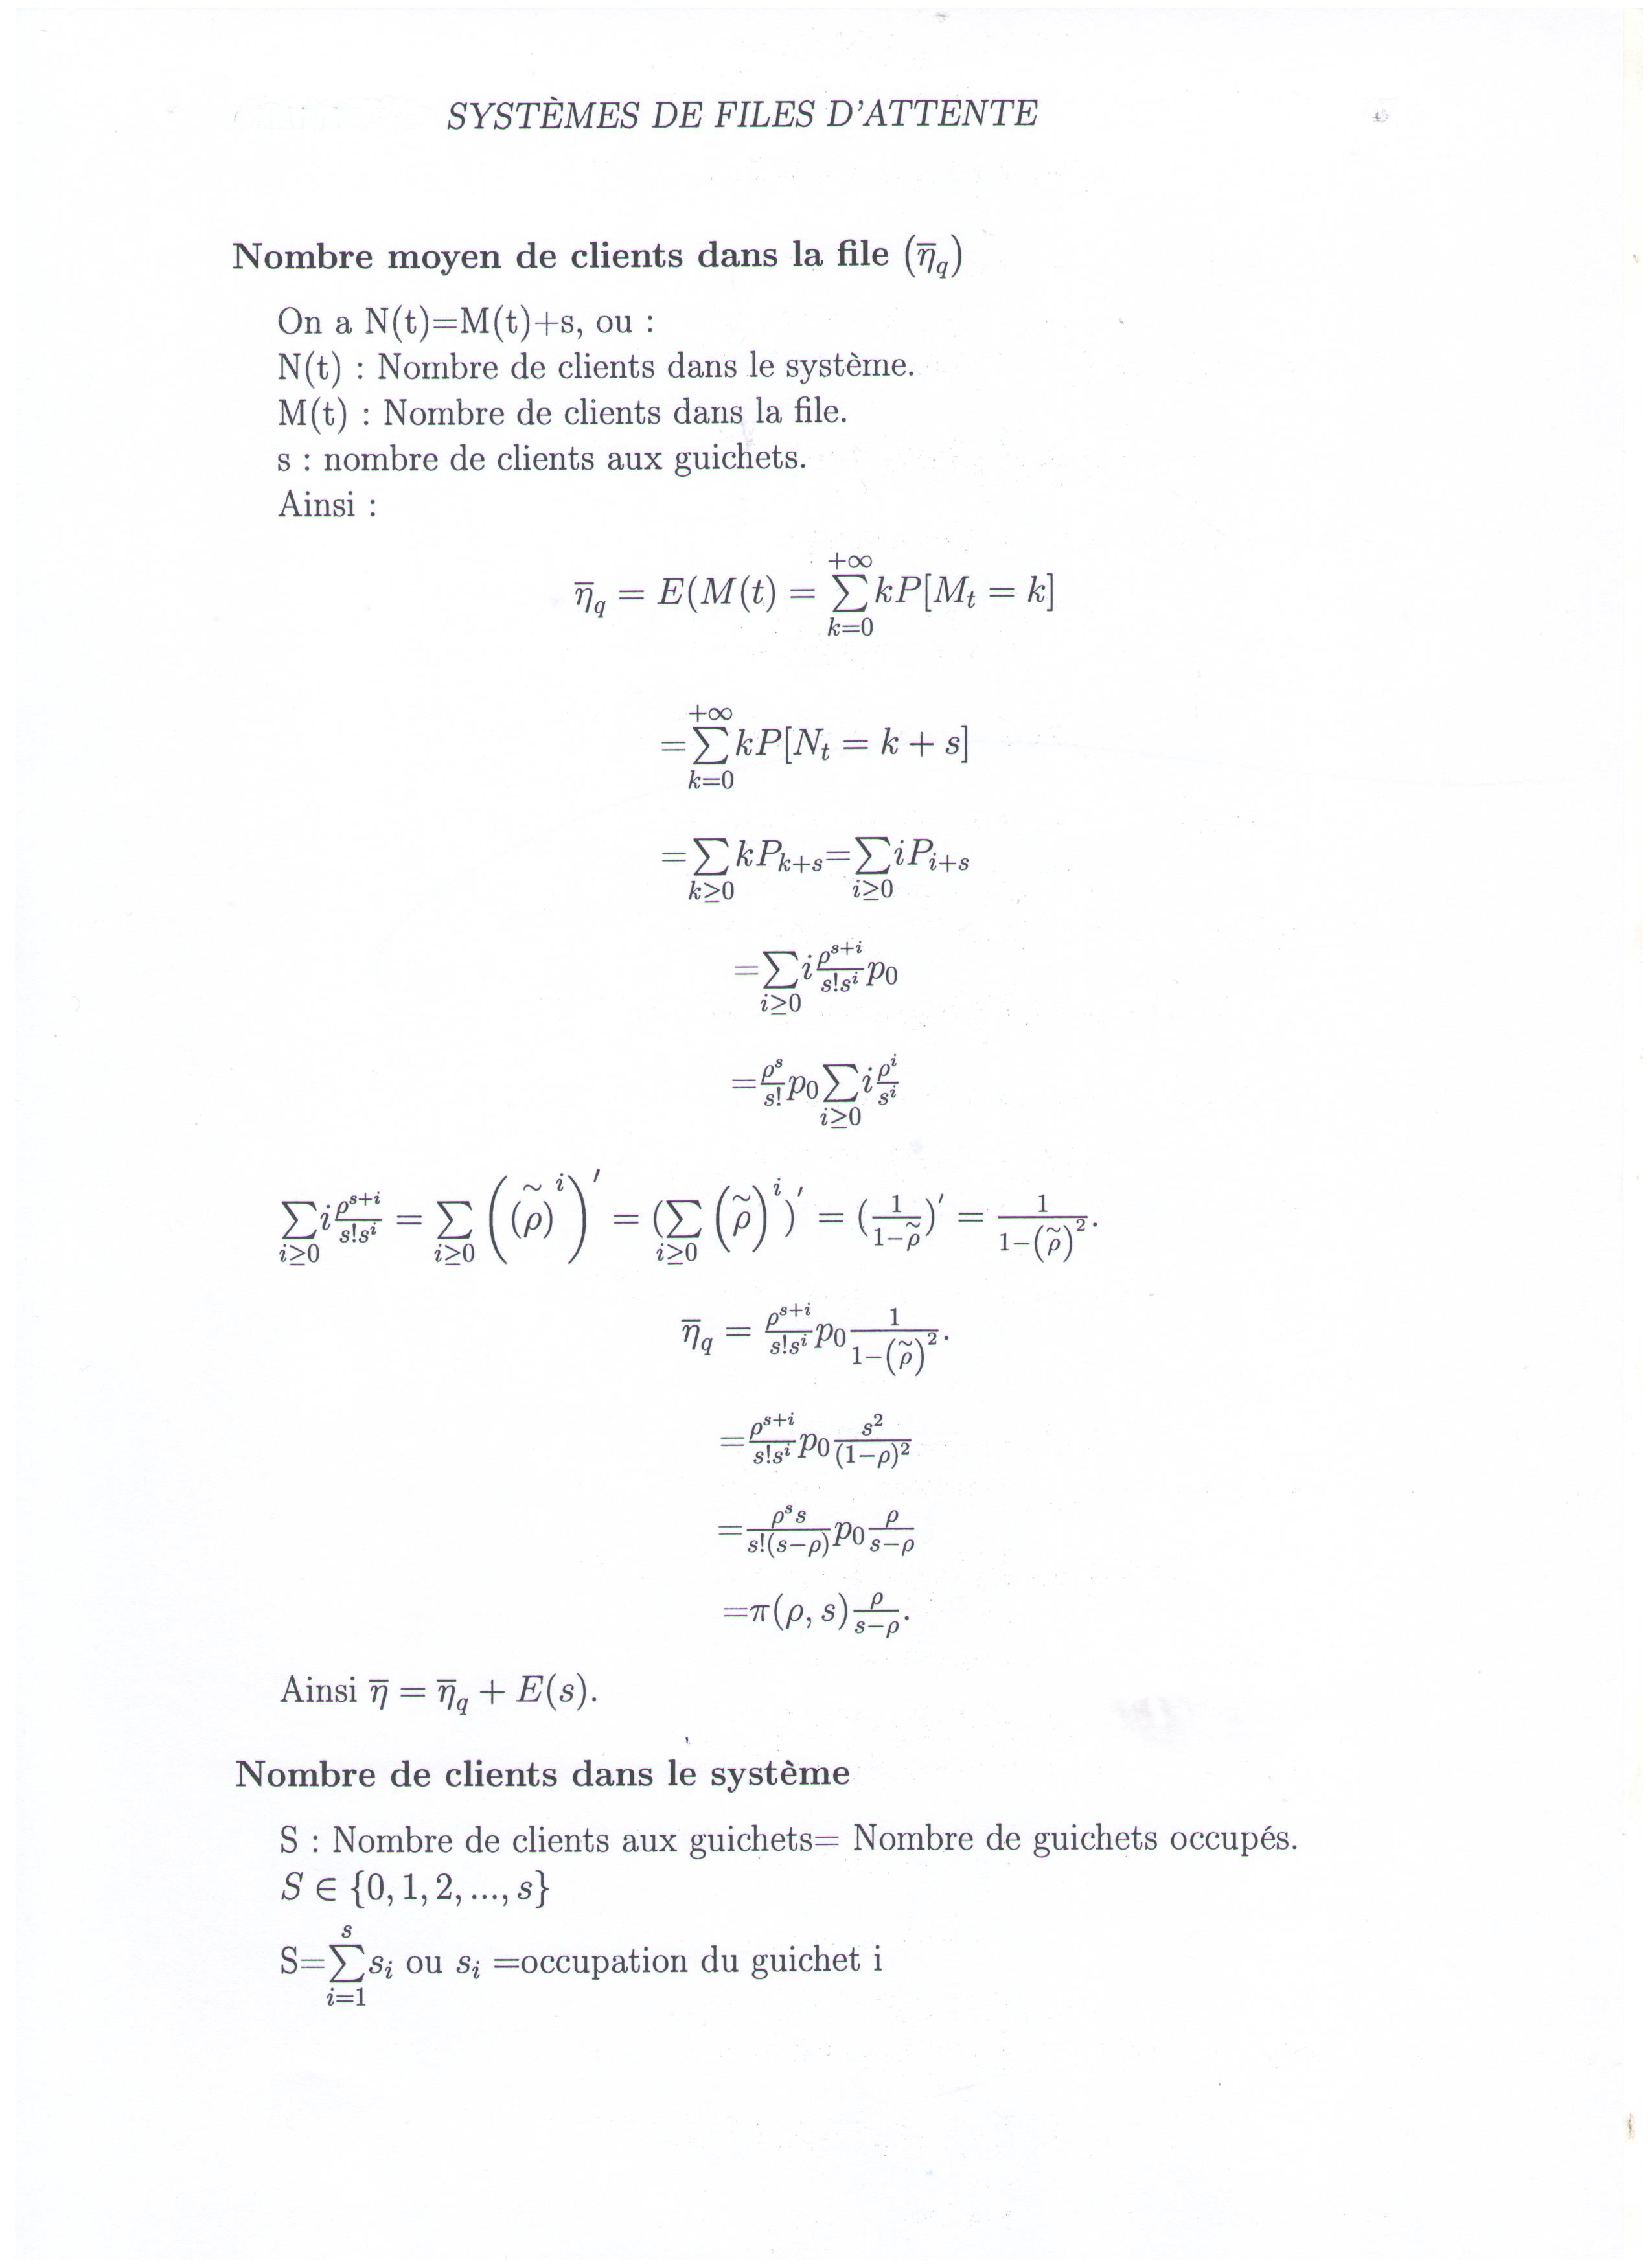 SYSTÈMES DE FILES D'ATTENTE
Nombre moyen de clients dans la file $(\overline{\eta}_q)$
On a N(t)=M(t)+s, ou :
N(t) : Nombre de clients dans le système.
M(t) : Nombre de clients dans la file.
s : nombre de clients aux guichets.
Ainsi :
$\overline{\eta}_q = E(M(t) = \sum_{k=0}^{+\infty} kP[M_t = k]$
$= \sum_{k=0}^{+\infty} kP[N_t = k + s]$
$= \sum_{k \geq 0} kP_{k+s} = \sum_{i \geq 0} iP_{i+s}$
$= \sum_{i \geq 0} i \frac{\rho^{s+i}}{s!s^i} p_0$
$= \frac{\rho^s}{s!} p_0 \sum_{i \geq 0} i \frac{\rho^i}{s^i}$
$\sum_{i \geq 0} i \frac{\rho^{s+i}}{s!s^i} = \sum_{i \geq 0} \left( \widetilde{(\rho)}^i \right)' = (\sum_{i \geq 0} \left( \widetilde{\rho} \right)^i)' = (\frac{1}{1-\widetilde{\rho}})' = \frac{1}{1-(\widetilde{\rho})^2}.$
$\overline{\eta}_q = \frac{\rho^{s+i}}{s!s^i} p_0 \frac{1}{1-(\widetilde{\rho})^2}.$
$= \frac{\rho^{s+i}}{s!s^i} p_0 \frac{s^2}{(1-\rho)^2}$
$= \frac{\rho^s s}{s!(s-\rho)} p_0 \frac{\rho}{s-\rho}$
$= \pi(\rho, s) \frac{\rho}{s-\rho}.$
Ainsi $\overline{\eta} = \overline{\eta}_q + E(s)$.
Nombre de clients dans le système
S : Nombre de clients aux guichets= Nombre de guichets occupés.
$S \in \{0, 1, 2, ..., s\}$
S=$\sum_{i=1}^{s} s_i$ ou $s_i$ =occupation du guichet i